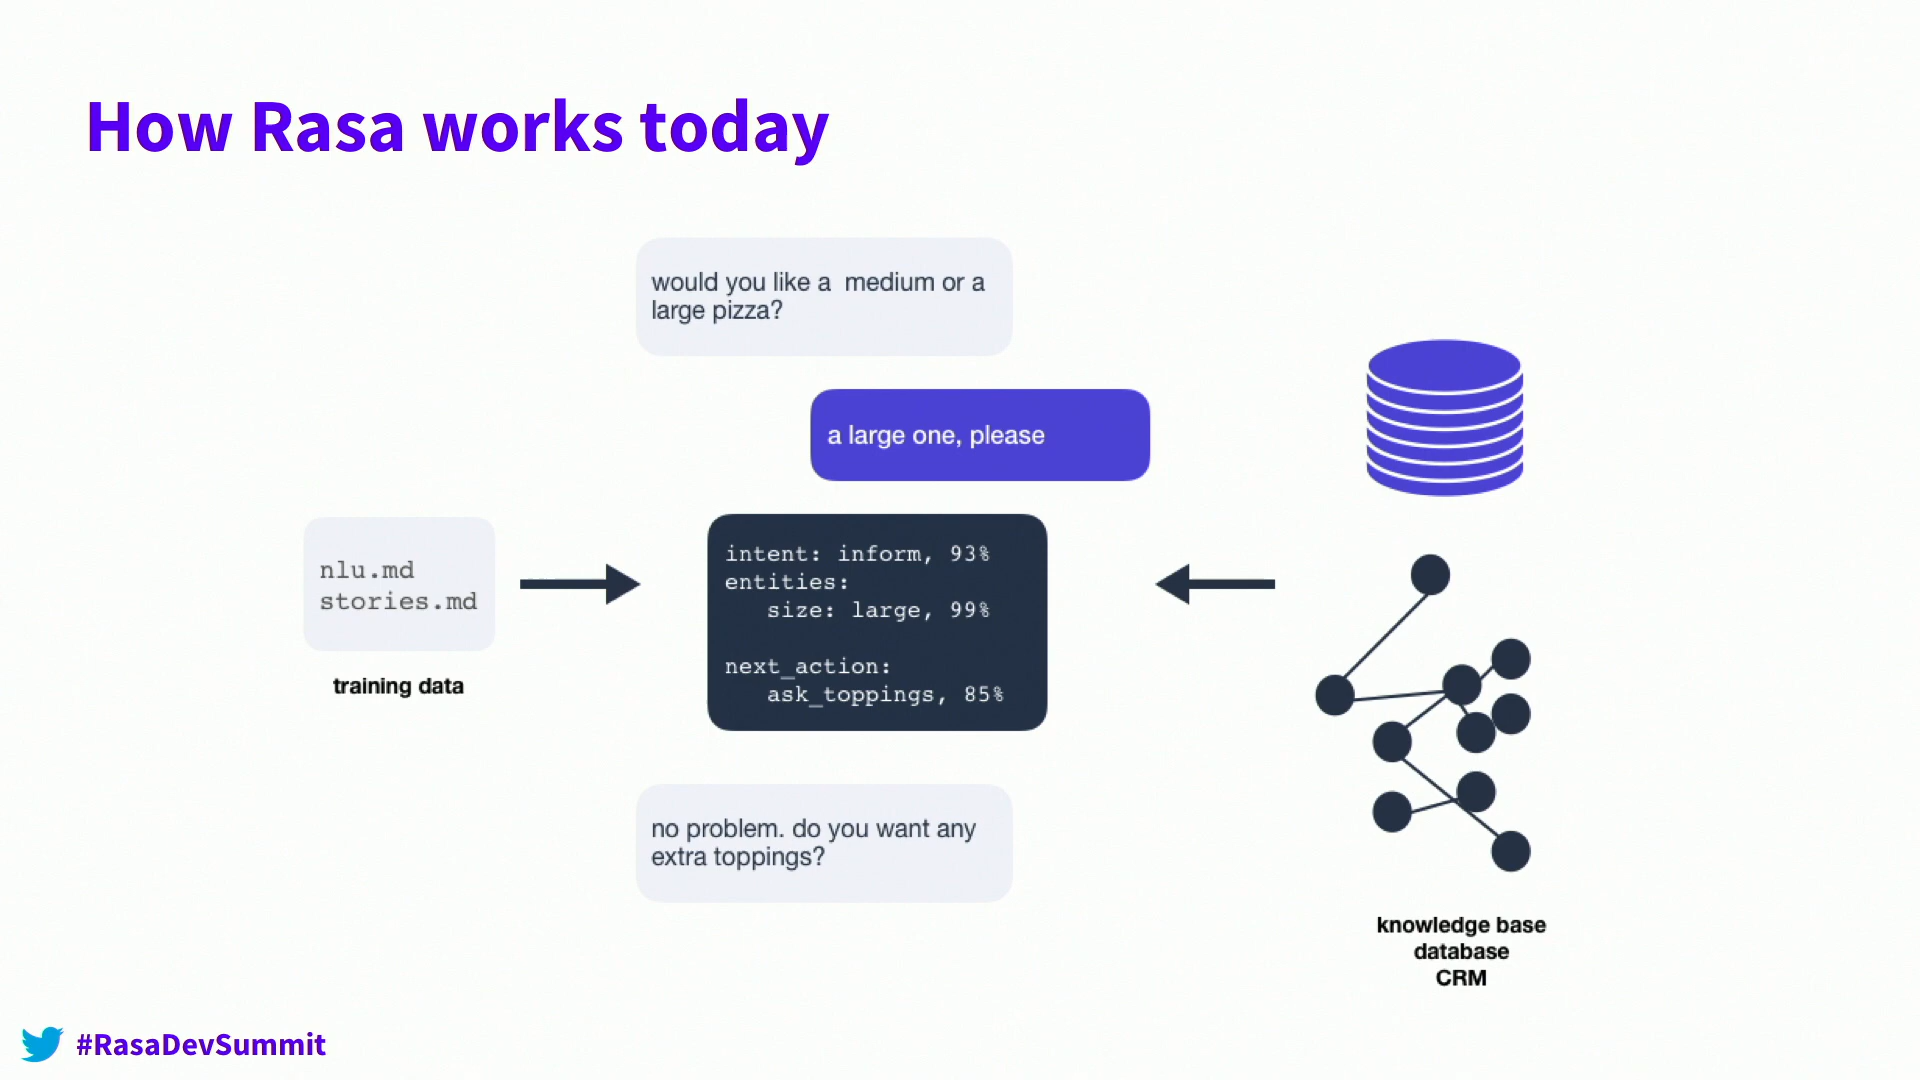 How Rasa works today
would you like a  medium or a
large pizza?
a large one, please
nlu.md
stories.md
training data
intent: inform, 93%
entities:
   size: large, 99%
next_action:
   ask_toppings, 85%
no problem. do you want any
extra toppings?
knowledge base
database
CRM
#RasaDevSummit